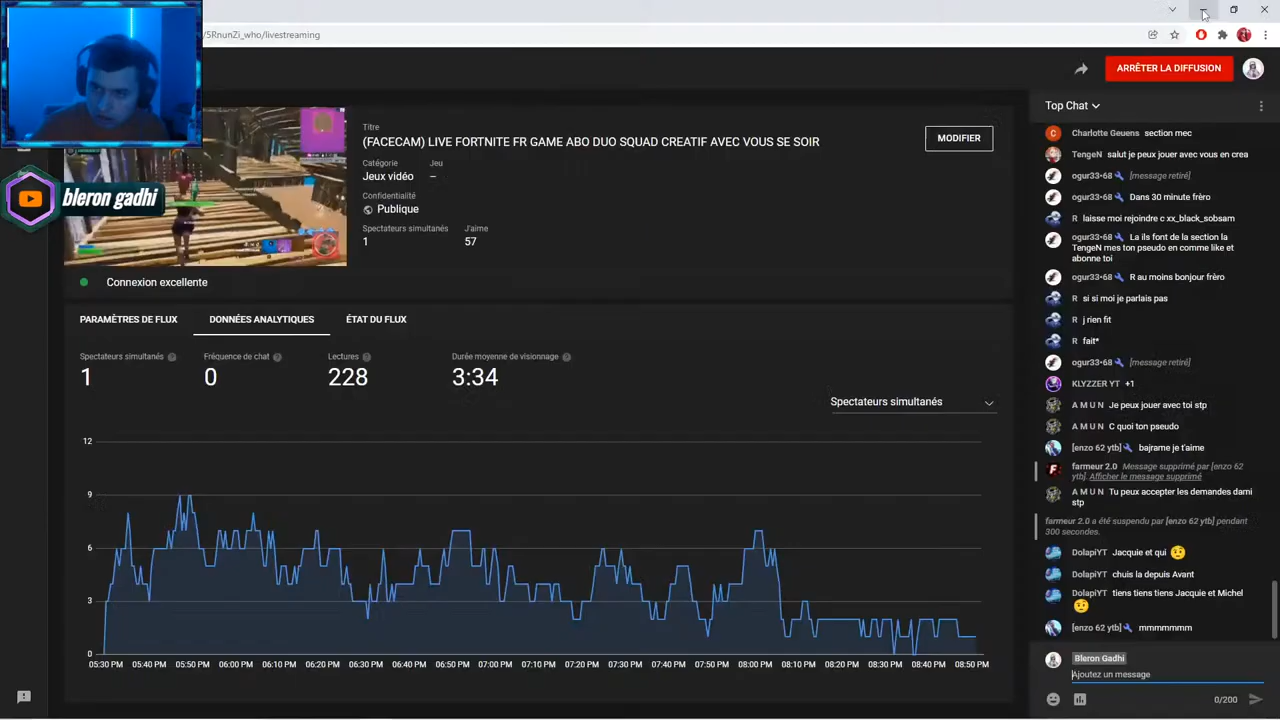 5RnunZi_who/livestreaming
ARRÊTER LA DIFFUSION
bleron gadhi
Titre
(FACECAM) LIVE FORTNITE FR GAME ABO DUO SQUAD CREATIF AVEC VOUS SE SOIR
MODIFIER
Catégorie Jeu
Jeux vidéo –
Confidentialité
Publique
Spectateurs simultanés J'aime
1 57
Connexion excellente
PARAMÈTRES DE FLUX DONNÉES ANALYTIQUES ÉTAT DU FLUX
Spectateurs simultanés Fréquence de chat Lectures Durée moyenne de visionnage
1 0 228 3:34
Spectateurs simultanés
12
9
6
3
0
05:30 PM 05:40 PM 05:50 PM 06:00 PM 06:10 PM 06:20 PM 06:30 PM 06:40 PM 06:50 PM 07:00 PM 07:10 PM 07:20 PM 07:30 PM 07:40 PM 07:50 PM 08:00 PM 08:10 PM 08:20 PM 08:30 PM 08:40 PM 08:50 PM
Top Chat
C Charlotte Geuens section mec
TengeN salut je peux jouer avec vous en crea
ogur33•68 [message retiré]
ogur33•68 Dans 30 minute frèro
R laisse moi rejoindre c xx_black_sobsam
ogur33•68 La ils font de la section la
TengeN mes ton pseudo en comme like et
abonne toi
ogur33•68 R au moins bonjour frèro
R si si moi je parlais pas
R j rien fit
R fait*
ogur33•68 [message retiré]
KLYZZER YT +1
A M U N Je peux jouer avec toi stp
A M U N C quoi ton pseudo
[enzo 62 ytb] bajrame je t'aime
farmeur 2.0 Message supprimé par [enzo 62
ytb] Afficher le message supprimé
A M U N Tu peux accepter les demandes dami
stp
farmeur 2.0 a été suspendu par [enzo 62 ytb] pendant
300 secondes.
DolapiYT Jacquie et qui 🤨
DolapiYT chuis la depuis Avant
DolapiYT tiens tiens tiens Jacquie et Michel
🤨
[enzo 62 ytb] mmmmmmm
Bleron Gadhi
Ajoutez un message
0/200